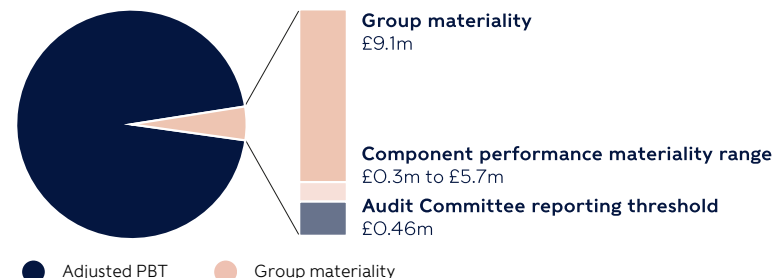 Group materiality
£9.1m
Component performance materiality range
£0.3m to £5.7m
Audit Committee reporting threshold
£0.46m
Adjusted PBT
Group materiality